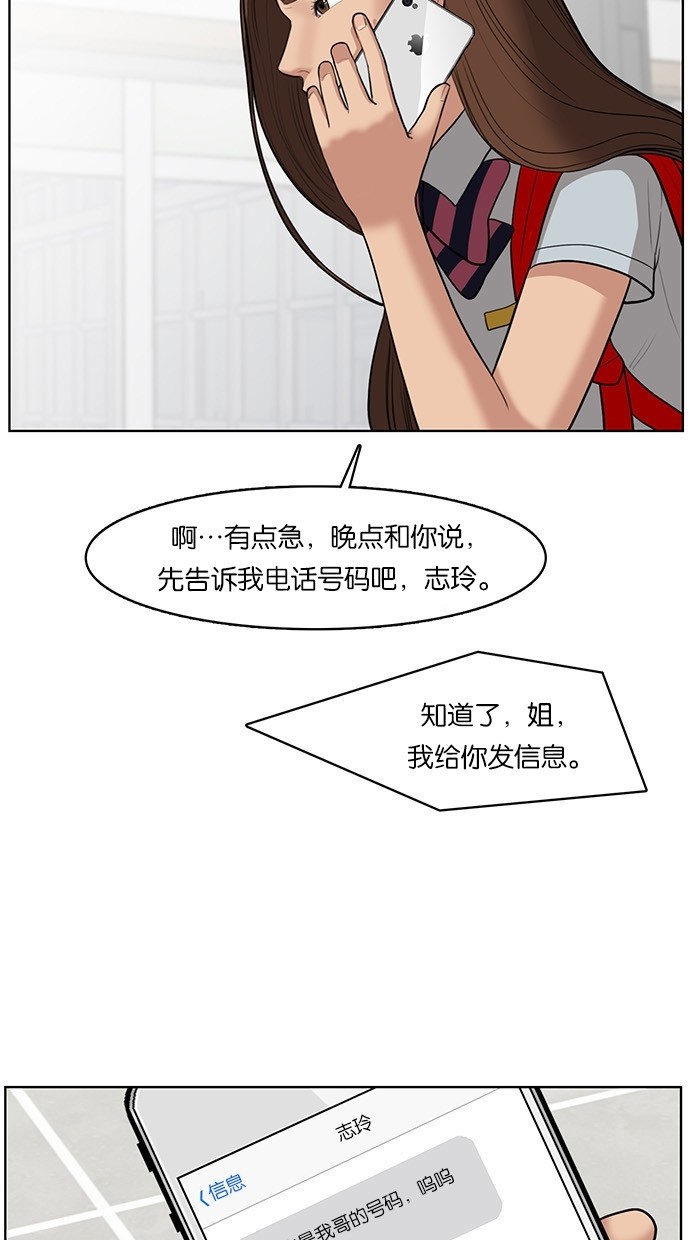 啊…有点急，晚点和你说，
先告诉我电话号码吧，志玲。
知道了，姐，
我给你发信息。
志玲
〈信息
是我哥的号码，呜呜